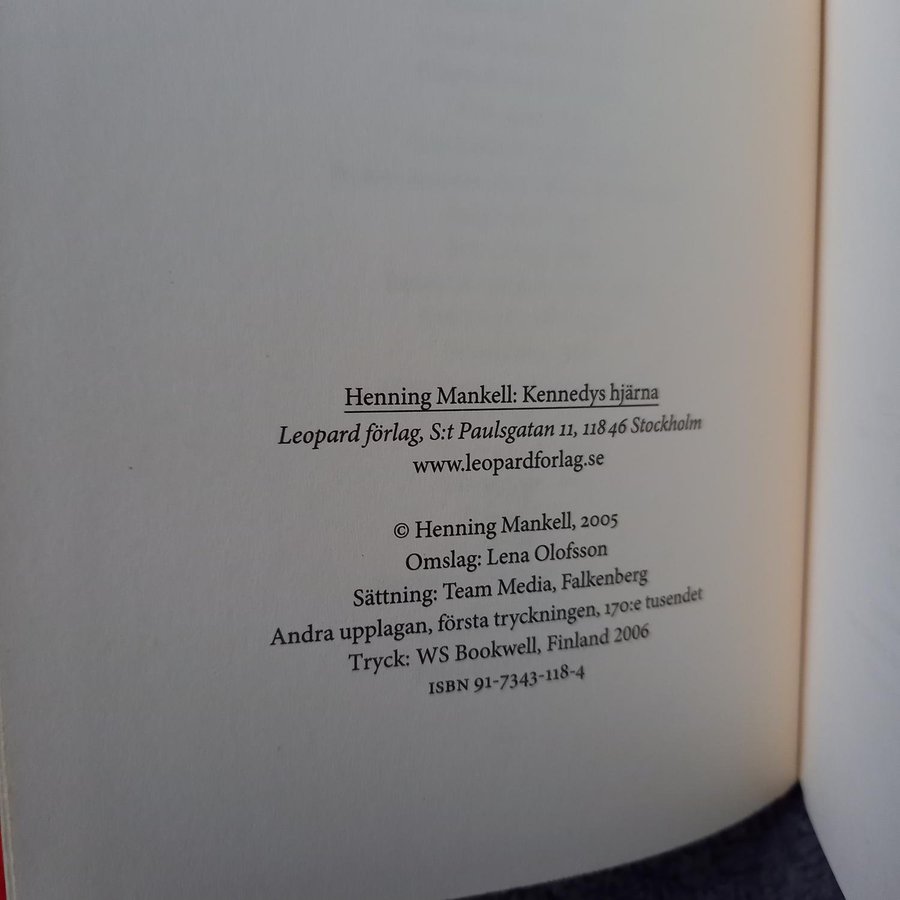 Henning Mankell: Kennedys hjärna
Leopard förlag, S:t Paulsgatan 11, 118 46 Stockholm
www.leopardforlag.se
© Henning Mankell, 2005
Omslag: Lena Olofsson
Sättning: Team Media, Falkenberg
Andra upplagan, första tryckningen, 170:e tusendet
Tryck: WS Bookwell, Finland 2006
ISBN 91-7343-118-4